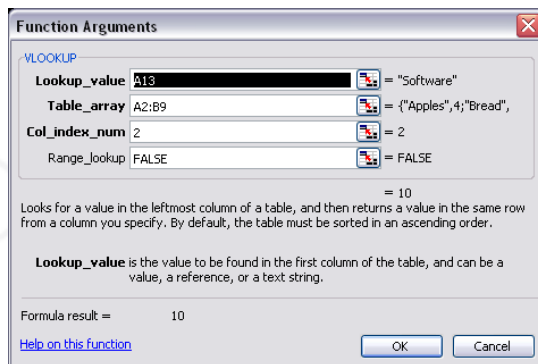 Function Arguments
VLOOKUP
Lookup_value A13 = "Software"
Table_array A2:B9 = {"Apples",4;"Bread",
Col_index_num 2 = 2
Range_lookup FALSE = FALSE
= 10
Looks for a value in the leftmost column of a table, and then returns a value in the same row
from a column you specify. By default, the table must be sorted in an ascending order.
Lookup_value is the value to be found in the first column of the table, and can be a
value, a reference, or a text string.
Formula result = 10
Help on this function OK Cancel